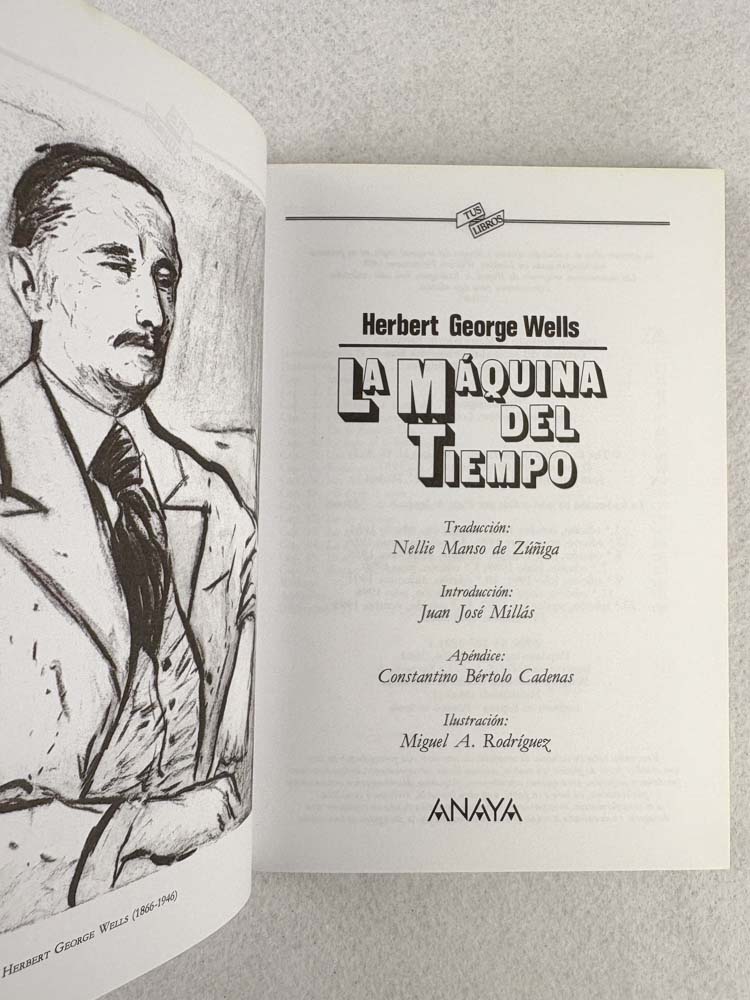 HERBERT GEORGE WELLS (1866-1946)
TUS
LIBROS
Herbert George Wells
LA MÁQUINA
DEL
TIEMPO
Traducción:
Nellie Manso de Zúñiga
Introducción:
Juan José Millás
Apéndice:
Constantino Bértolo Cadenas
Ilustración:
Miguel A. Rodríguez
ANAYA